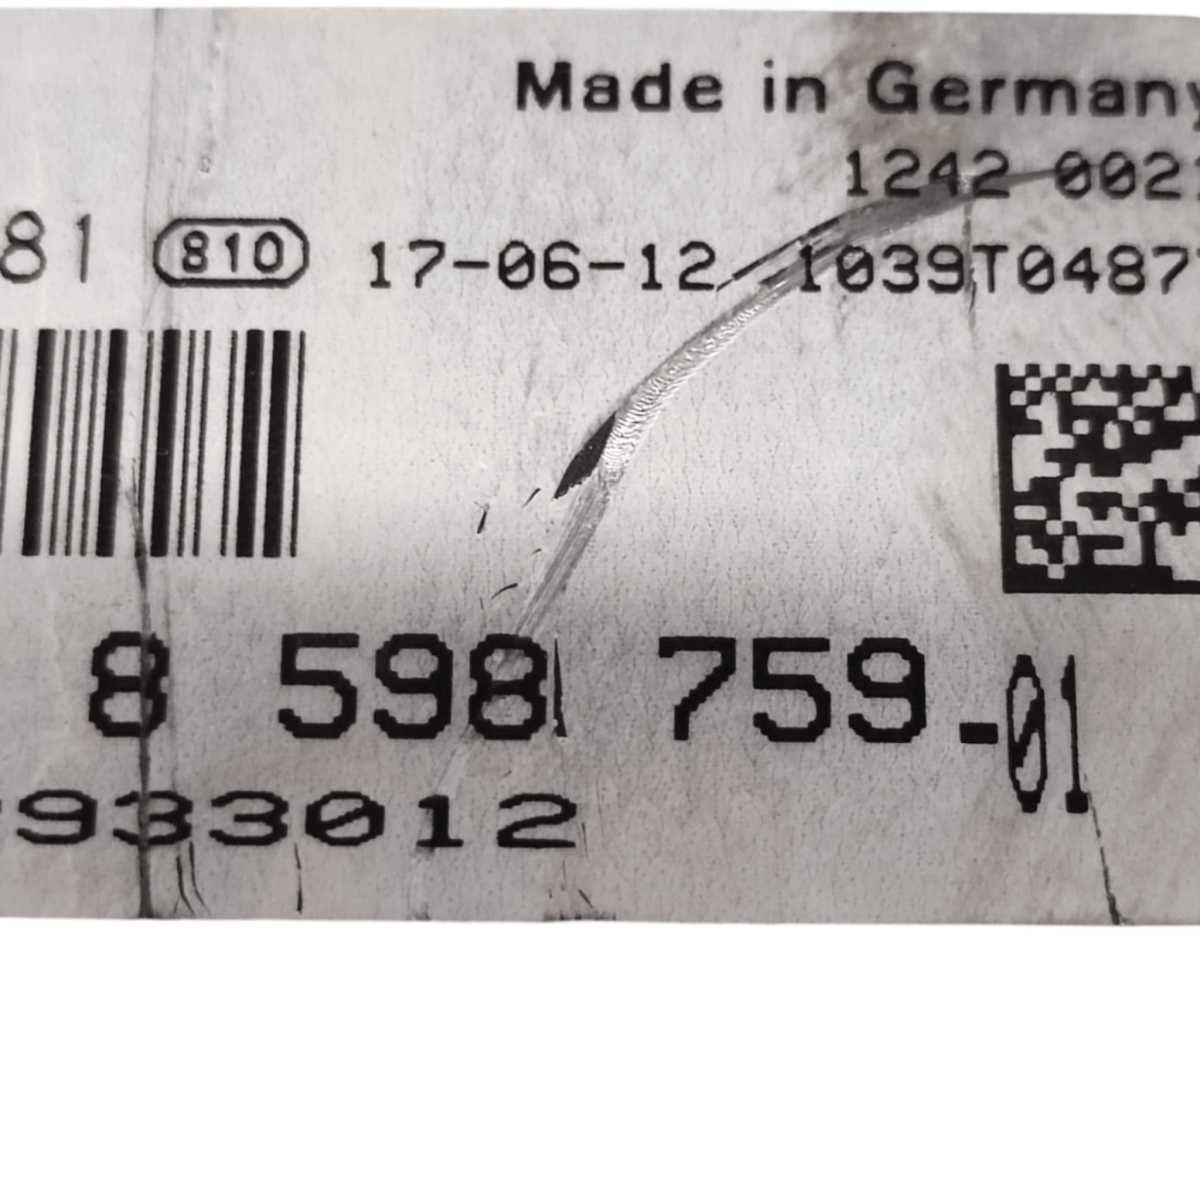 Made in Germany
1242 002
81 810 17-06-12 1039T0487
8 598 759-01
933012